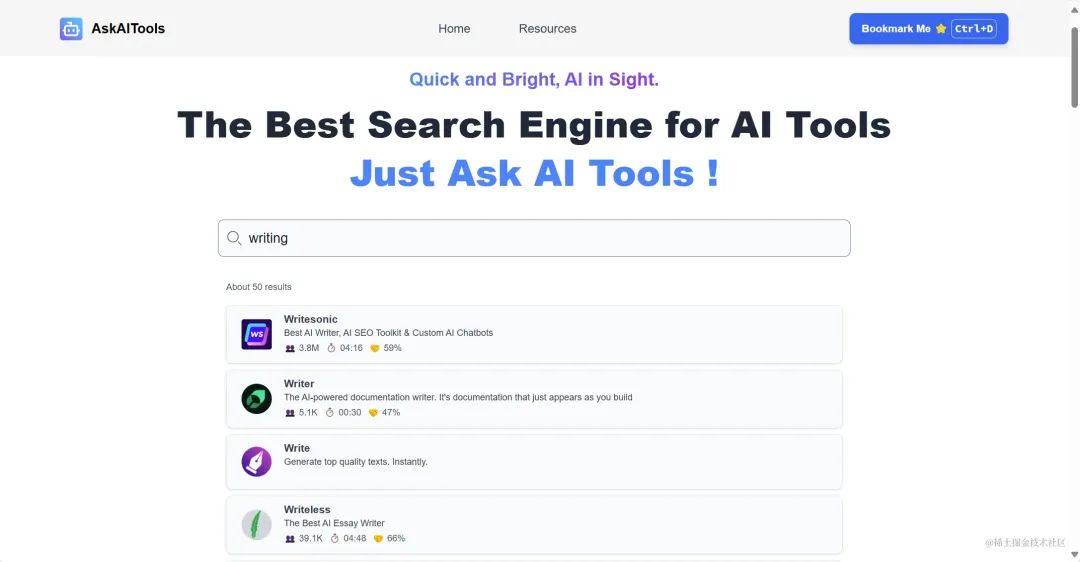 AskAITools
Home
Resources
Bookmark Me ⭐ Ctrl+D
Quick and Bright, AI in Sight.
The Best Search Engine for AI Tools
Just Ask AI Tools !
writing
About 50 results
WS
Writesonic
Best AI Writer, AI SEO Toolkit & Custom AI Chatbots
3.8M 04:16 59%
Writer
The AI-powered documentation writer. It's documentation that just appears as you build
5.1K 00:30 47%
Write
Generate top quality texts. Instantly.
Writeless
The Best AI Essay Writer
39.1K 04:48 66%
@稀土掘金技术社区